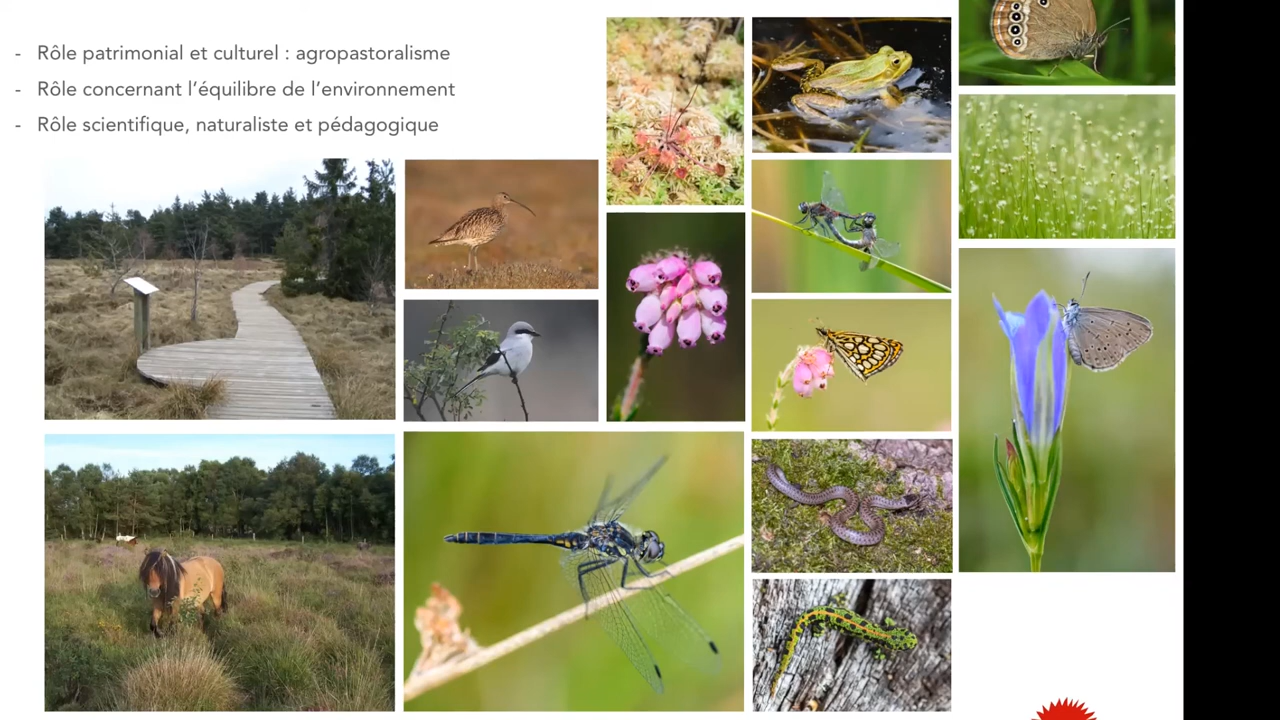 - Rôle patrimonial et culturel : agropastoralisme
- Rôle concernant l’équilibre de l’environnement
- Rôle scientifique, naturaliste et pédagogique